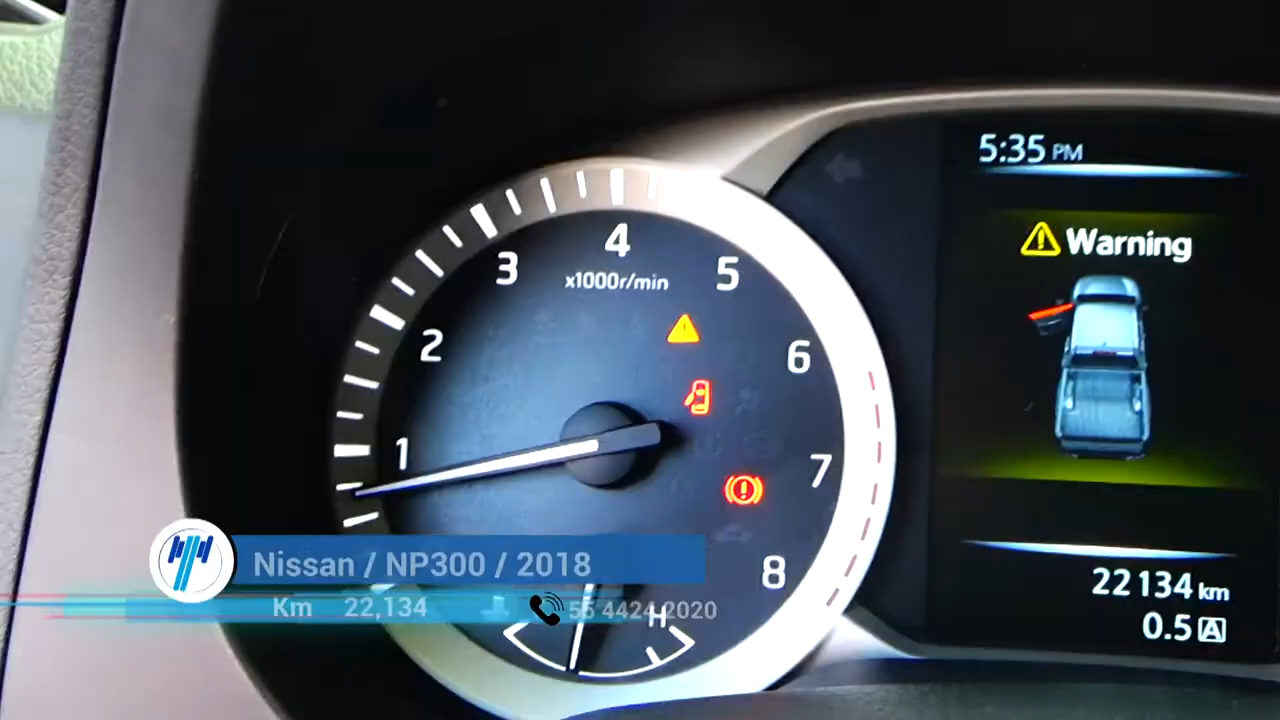 5:35 PM
Warning
4
3
5
x1000r/min
2
6
1
7
8
H
22134 km
0.5 A
Nissan / NP300 / 2018
Km 22,134
55 4424 2020